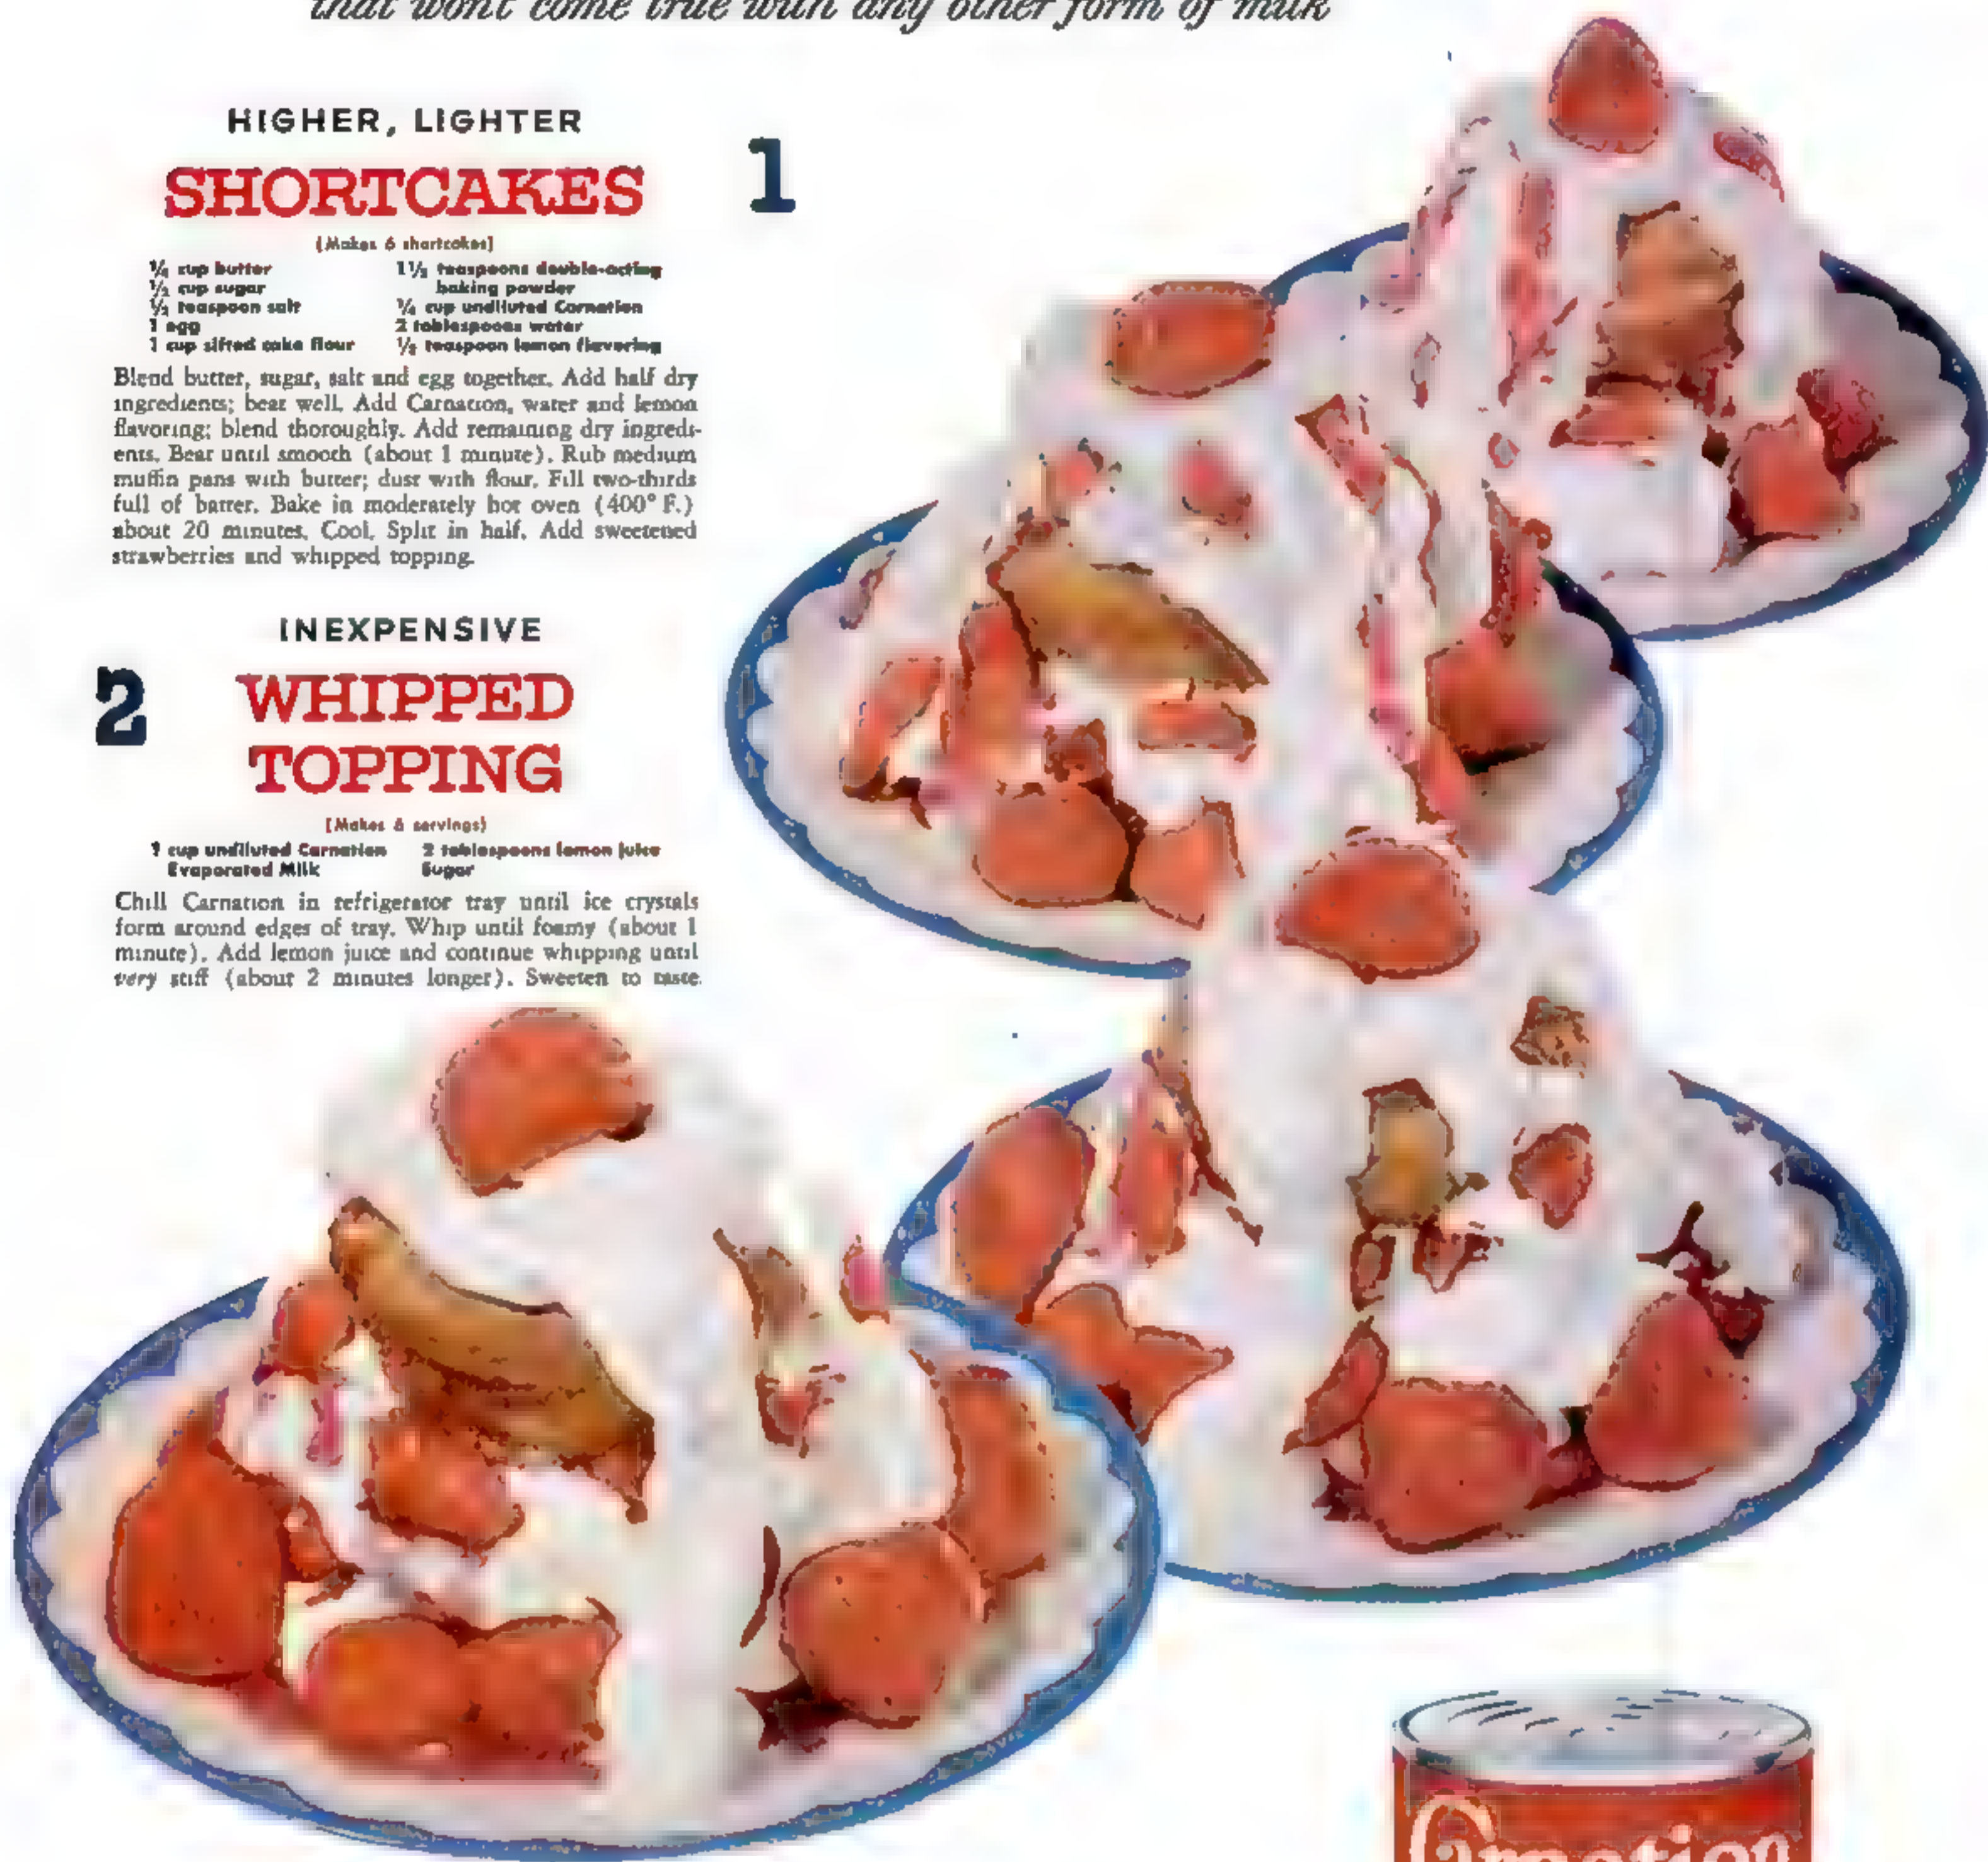 that won't come true with any other form of milk
HIGHER, LIGHTER
SHORTCAKES
1
(Makes 6 shortcakes)
¼ cup butter
½ cup sugar
½ teaspoon salt
1 egg
1 cup sifted cake flour
1½ teaspoons double-acting
baking powder
¼ cup undiluted Carnation
2 tablespoons water
½ teaspoon lemon flavoring
Blend butter, sugar, salt and egg together. Add half dry
ingredients; beat well. Add Carnation, water and lemon
flavoring; blend thoroughly. Add remaining dry ingredi-
ents. Beat until smooth (about 1 minute). Rub medium
muffin pans with butter; dust with flour. Fill two-thirds
full of batter. Bake in moderately hot oven (400° F.)
about 20 minutes. Cool. Split in half. Add sweetened
strawberries and whipped topping.
INEXPENSIVE
2
WHIPPED
TOPPING
(Makes 6 servings)
1 cup undiluted Carnation
Evaporated Milk
2 tablespoons lemon juice
Sugar
Chill Carnation in refrigerator tray until ice crystals
form around edges of tray. Whip until foamy (about 1
minute). Add lemon juice and continue whipping until
very stiff (about 2 minutes longer). Sweeten to taste.
Carnation